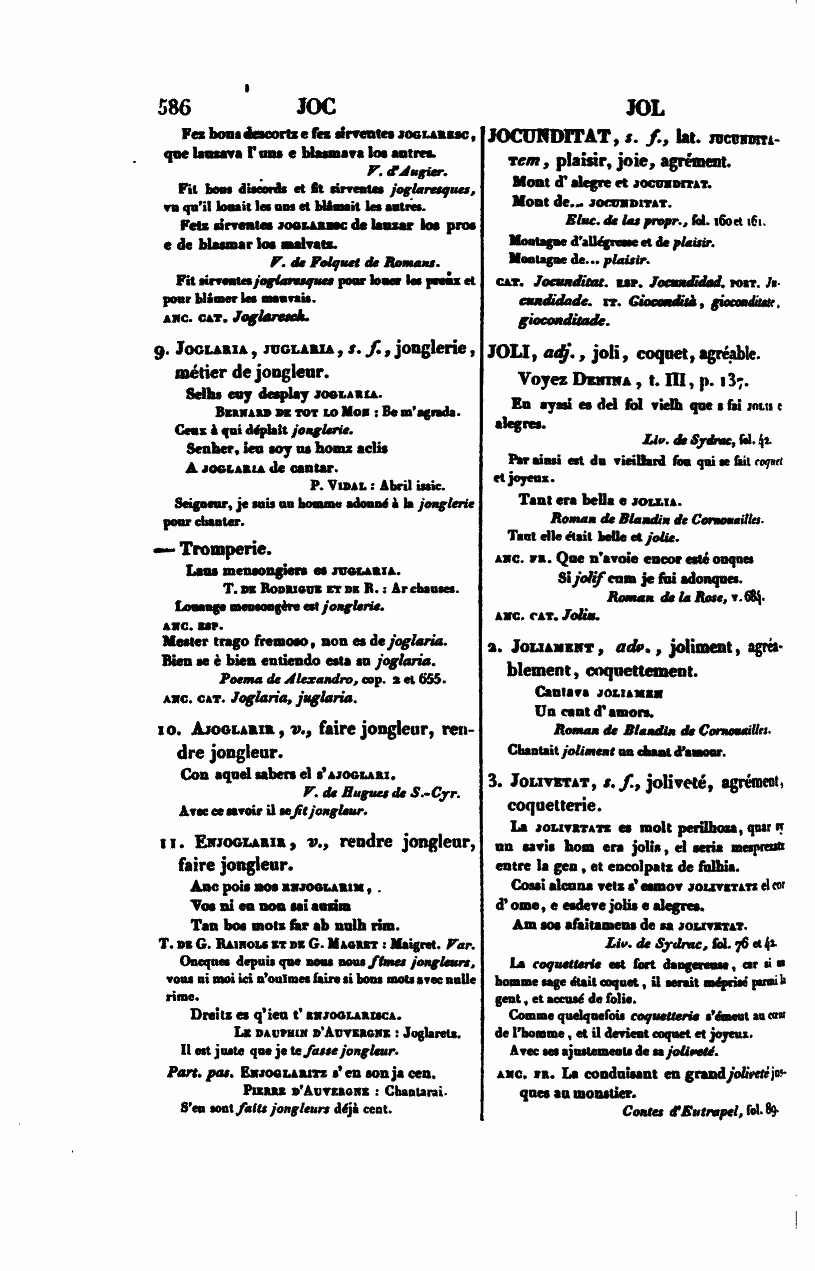 586 JOC JOL
Fez bons descortz e fez sirventes JOGLARESC,
que lauzava l'uns e blasmava los autres.
V. d'Augier.
Fit bons discords et fit sirventes joglaresques,
vu qu'il louait les uns et blâmait les autres.
Fetz sirventes JOGLARESC de lauzar los pros
e de blasmar los malvatz.
V. de Folquet de Romans.
Fit sirventes joglaresques pour louer les preux et
pour blâmer les mauvais.
ANC. CAT. Joglaresch.
9. JOGLARIA, JUGLARIA, s. f., jonglerie,
métier de jongleur.
Selhs cuy desplay JOGLARIA.
BERNARD DE TOT LO MON : Be m'agrada.
Ceux à qui déplaît jonglerie.
Senher, ieu soy us homz aclis
A JOGLARIA de cantar.
P. VIDAL : Abril issic.
Seigneur, je suis un homme adonné à la jonglerie
pour chanter.
— Tromperie.
Laus mensongiers es JUGLARIA.
T. DE RODRIGUE ET DE R. : Ar chauses.
Louange mensongère est jonglerie.
ANC. ESP.
Mester trago fremoso, non es de joglaria.
Bien se è bien entiendo esta su joglaria.
Poema de Alexandro, cop. 2 et 655.
ANC. CAT. Joglaria, juglaria.
10. AJOGLARIR, v., faire jongleur, ren-
dre jongleur.
Con aquel sabers el s'AJOGLARI.
V. de Hugues de S.-Cyr.
Avec ce savoir il se fit jongleur.
11. ENJOGLARIR, v., rendre jongleur,
faire jongleur.
Anc pois nos ENJOGLARIM,
Vos ni eu non sai auzim
Tan bos motz far ab nulh rim.
T. DE G. RAINOLS ET DE G. MAGRET : Maigret. Var.
Oncques depuis que nous nous fîmes jongleurs,
vous ni moi ici n'ouïmes faire si bons mots avec nulle
rime.
Dreitz es q'ieu t'ENJOGLARISCA.
LE DAUPHIN D'AUVERGNE : Joglaretz.
Il est juste que je te fasse jongleur.
Part. pas. ENJOGLARITZ s'en son ja cen.
PIERRE D'AUVERGNE : Chantarai.
S'en sont faits jongleurs déjà cent.
JOCUNDITAT, s. f., lat. JUCUNDITA-
TEM, plaisir, joie, agrément.
Mont d'alegre et JOCUNDITAT.
Mont de... JOCUNDITAT.
Eluc. de las propr., fol. 160 et 161.
Montagne d'allégresse et de plaisir.
Montagne de... plaisir.
CAT. Jocunditat. ESP. Jocundidad. PORT. Ju-
cundidade. IT. Giocondità, gioconditate,
gioconditade.
JOLI, adj., joli, coquet, agréable.
Voyez DENINA, t. III, p. 137.
En ayssi es del fol vielh que s fai JOLIS e
alegres.
Liv. de Sydrac, fol. 42.
Par ainsi est du vieillard fou qui se fait coquet
et joyeux.
Tant era bella e JOLLIA.
Roman de Blandin de Cornouailles.
Tant elle était belle et jolie.
ANC. FR. Que n'avoie encor esté onques
Si jolif cum je fui adonques.
Roman de la Rose, v. 684.
ANC. CAT. Joliu.
2. JOLIAMENT, adv., joliment, agréa-
blement, coquettement.
Cantava JOLIAMEN
Un cant d'amors.
Roman de Blandin de Cornouailles.
Chantait joliment un chant d'amour.
3. JOLIVETAT, s. f., joliveté, agrément,
coquetterie.
La JOLIVETATZ es molt perilhoza, quar si
un savis hom era jolis, el seria mesprezatz
entre la gen, et encolpatz de folhia.
Cossi alcuna vetz s'esmov JOLIVETATZ el cor
d'ome, e esdeve jolis e alegres.
Am sos afaitamens de sa JOLIVETAT.
Liv. de Sydrac, fol. 76 et 42.
La coquetterie est fort dangereuse, car si un
homme sage était coquet, il serait méprisé parmi la
gent, et accusé de folie.
Comme quelquefois coquetterie s'émeut au cœur
de l'homme, et il devient coquet et joyeux.
Avec ses ajustements de sa joliveté.
ANC. FR. La conduisant en grand joliveté jus-
ques au monstier.
Contes d'Eutrapel, fol. 89.